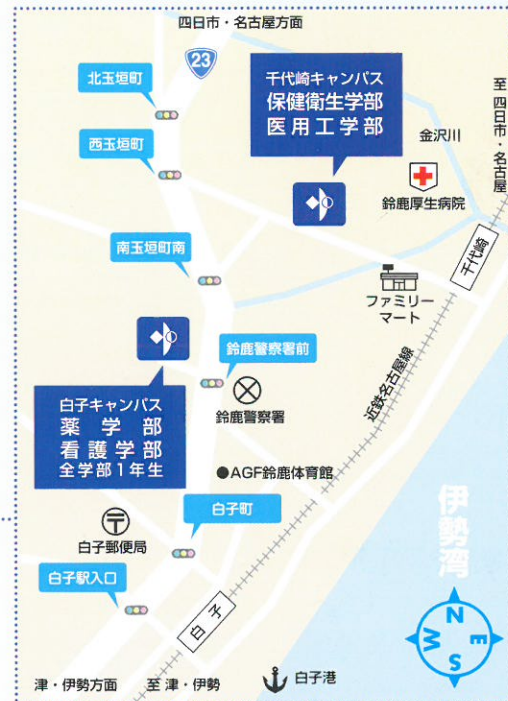 四日市・名古屋方面
23
北玉垣町
西玉垣町
千代崎キャンパス
保健衛生学部
医用工学部
至 四日市・名古屋
金沢川
鈴鹿厚生病院
南玉垣町南
千代崎
ファミリー
マート
近鉄名古屋線
鈴鹿警察署前
鈴鹿警察署
白子キャンパス
薬学部
看護学部
全学部1年生
●AGF鈴鹿体育館
白子町
〒
白子郵便局
白子駅入口
白子
伊勢湾
N
W
E
S
津・伊勢方面
至 津・伊勢
白子港